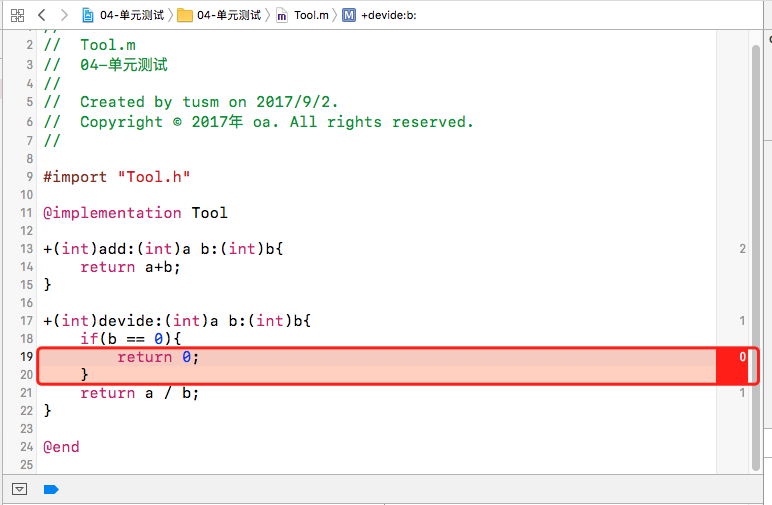 04-单元测试 04-单元测试 Tool.m M +devide:b:
//
2 // Tool.m
3 // 04-单元测试
4 //
5 // Created by tusm on 2017/9/2.
6 // Copyright © 2017年 oa. All rights reserved.
7 //
8
9 #import "Tool.h"
10
11 @implementation Tool
12
13 +(int)add:(int)a b:(int)b{ 2
14 return a+b;
15 }
16
17 +(int)devide:(int)a b:(int)b{ 1
18 if(b == 0){
19 return 0; 0
20 }
21 return a / b; 1
22 }
23
24 @end
25